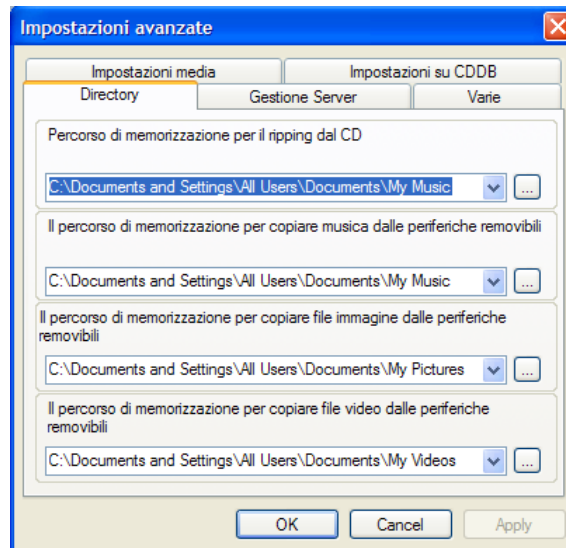 Impostazioni avanzate
Impostazioni media
Impostazioni su CDDB
Directory
Gestione Server
Varie
Percorso di memorizzazione per il ripping dal CD
C:\Documents and Settings\All Users\Documents\My Music
...
Il percorso di memorizzazione per copiare musica dalle periferiche removibili
C:\Documents and Settings\All Users\Documents\My Music
...
Il percorso di memorizzazione per copiare file immagine dalle periferiche
removibili
C:\Documents and Settings\All Users\Documents\My Pictures
...
Il percorso di memorizzazione per copiare file video dalle periferiche
removibili
C:\Documents and Settings\All Users\Documents\My Videos
...
OK
Cancel
Apply